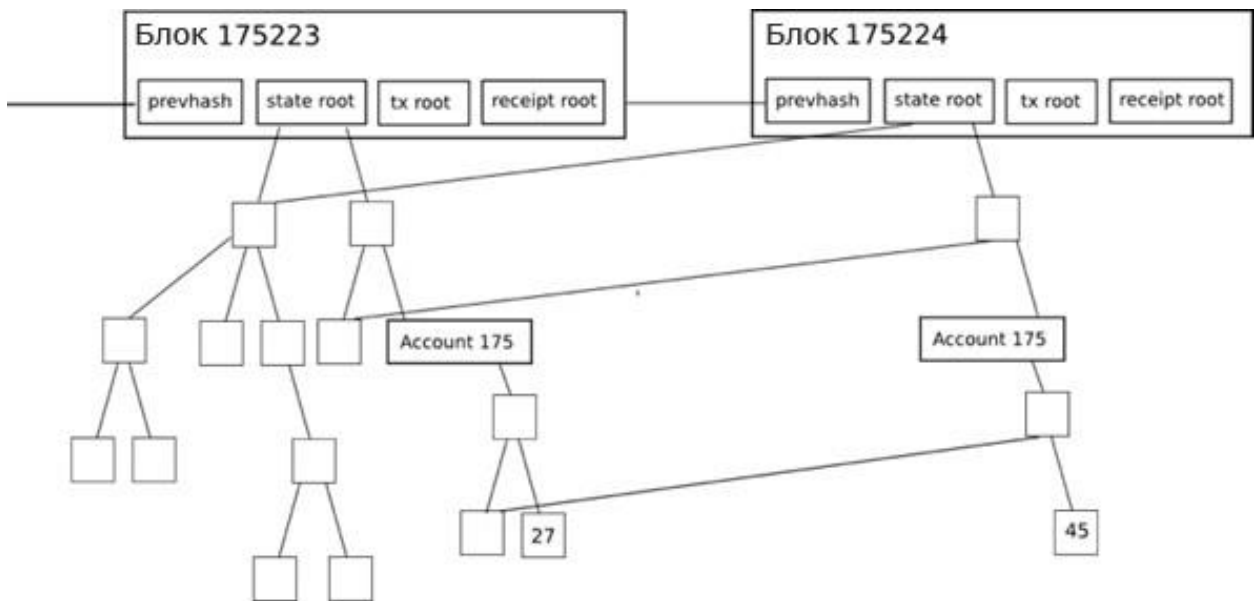 Блок 175223
prevhash
state root
tx root
receipt root
Блок 175224
prevhash
state root
tx root
receipt root
Account 175
27
Account 175
45